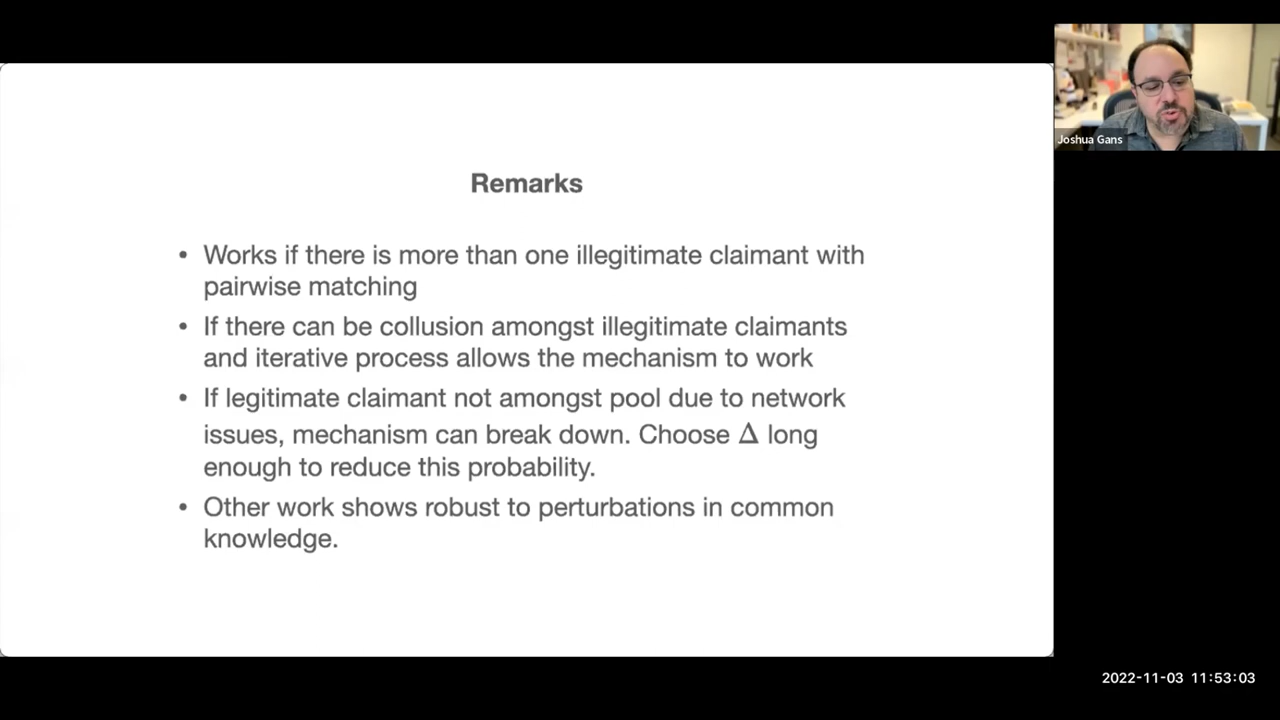 Remarks
• Works if there is more than one illegitimate claimant with
pairwise matching
• If there can be collusion amongst illegitimate claimants
and iterative process allows the mechanism to work
• If legitimate claimant not amongst pool due to network
issues, mechanism can break down. Choose Δ long
enough to reduce this probability.
• Other work shows robust to perturbations in common
knowledge.
Joshua Gans
2022-11-03 11:53:03